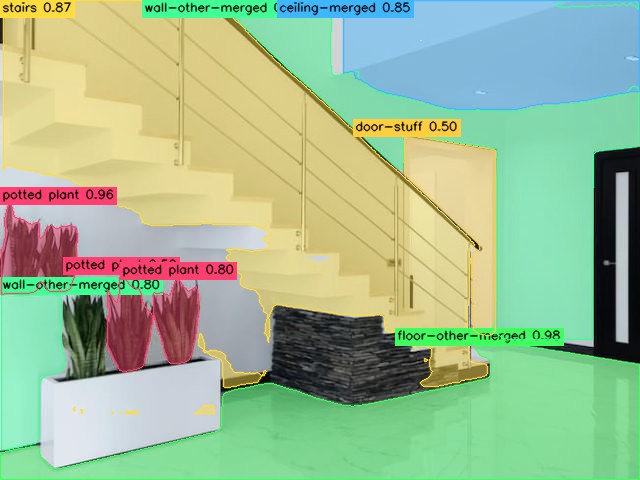 stairs 0.87
wall-other-merged
ceiling-merged 0.85
door-stuff 0.50
potted plant 0.96
potted
potted plant 0.80
wall-other-merged 0.80
floor-other-merged 0.98